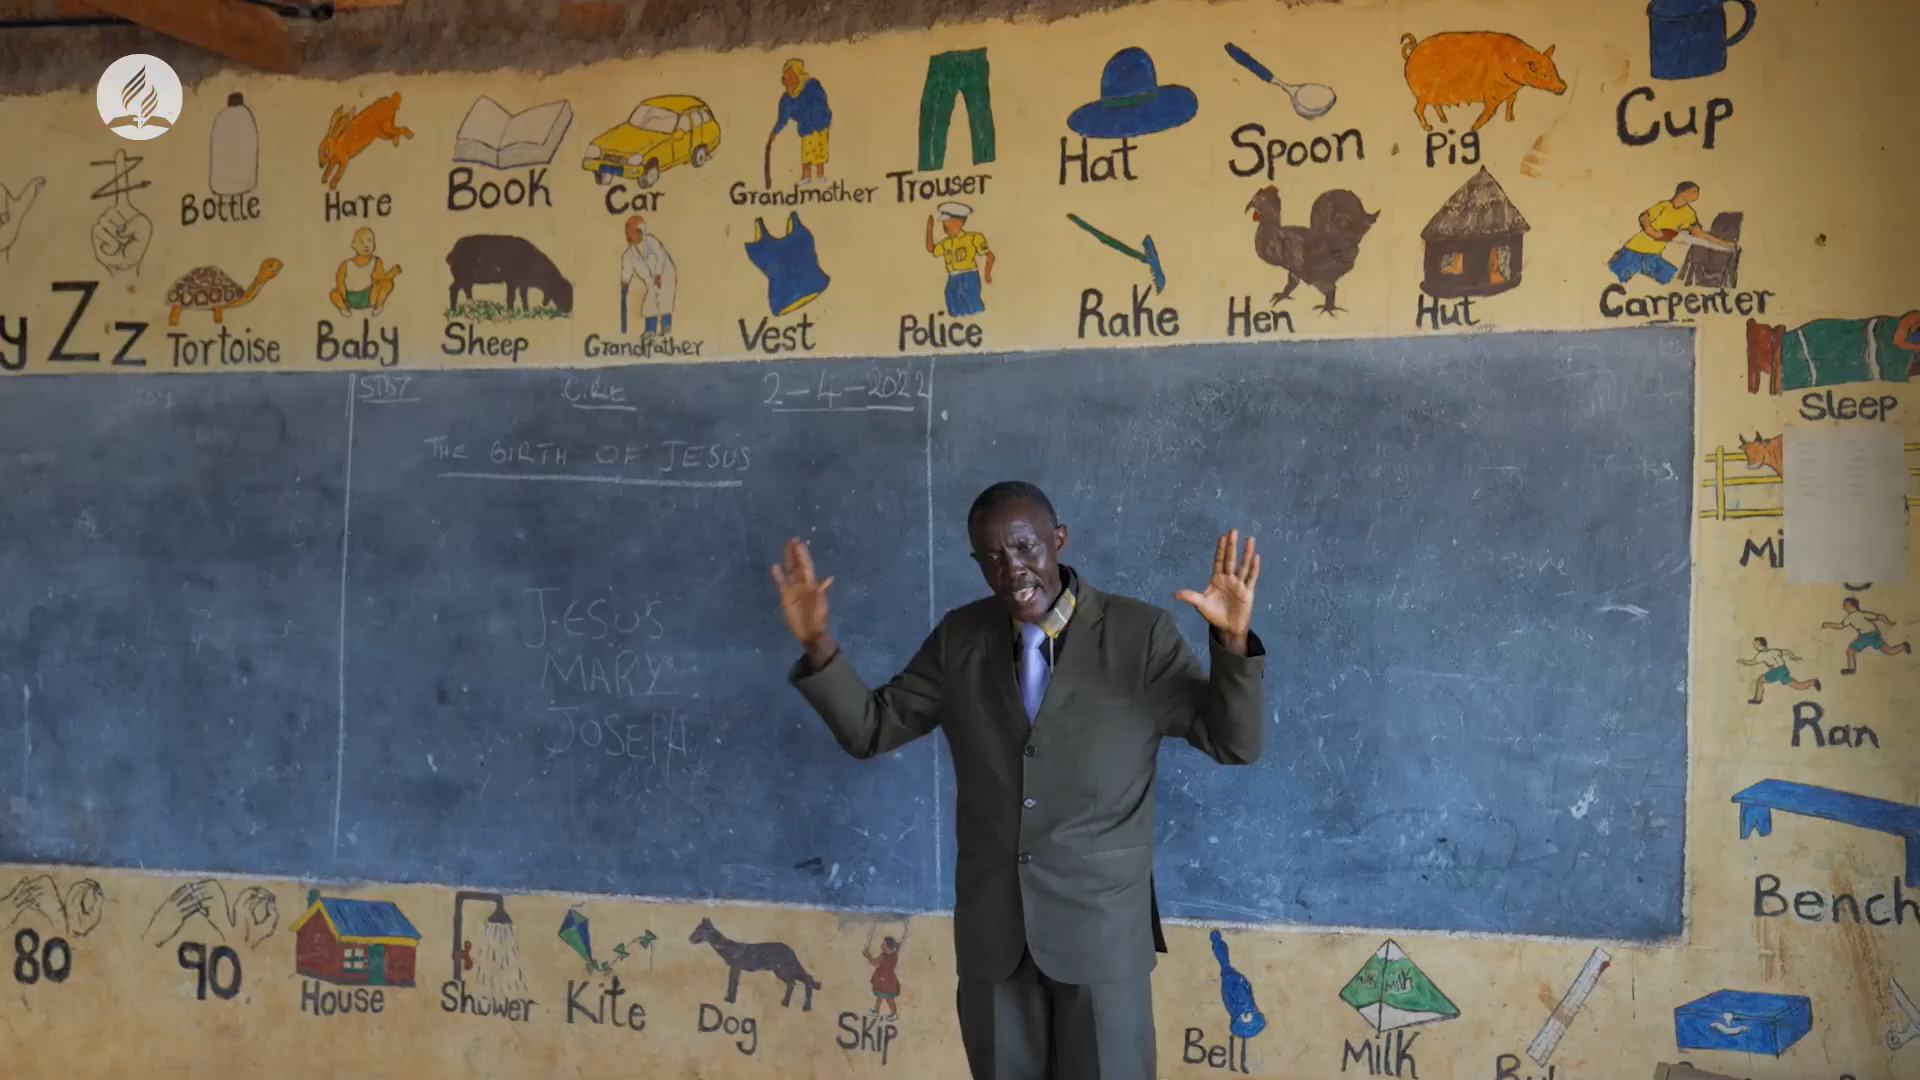 Cup
Bottle
Hare
Book
Car
Grandmother
Trouser
Hat
Spoon
Pig
y Zz
Tortoise
Baby
Sheep
Grandfather
Vest
Police
Rake
Hen
Hut
Carpenter
C.R.E
2-4-2022
THE BIRTH OF JESUS
Sleep
JESUS
MARY
JOSEPH
Ran
Bench
80
90
House
Shower
Kite
Dog
Skip
Bell
Milk